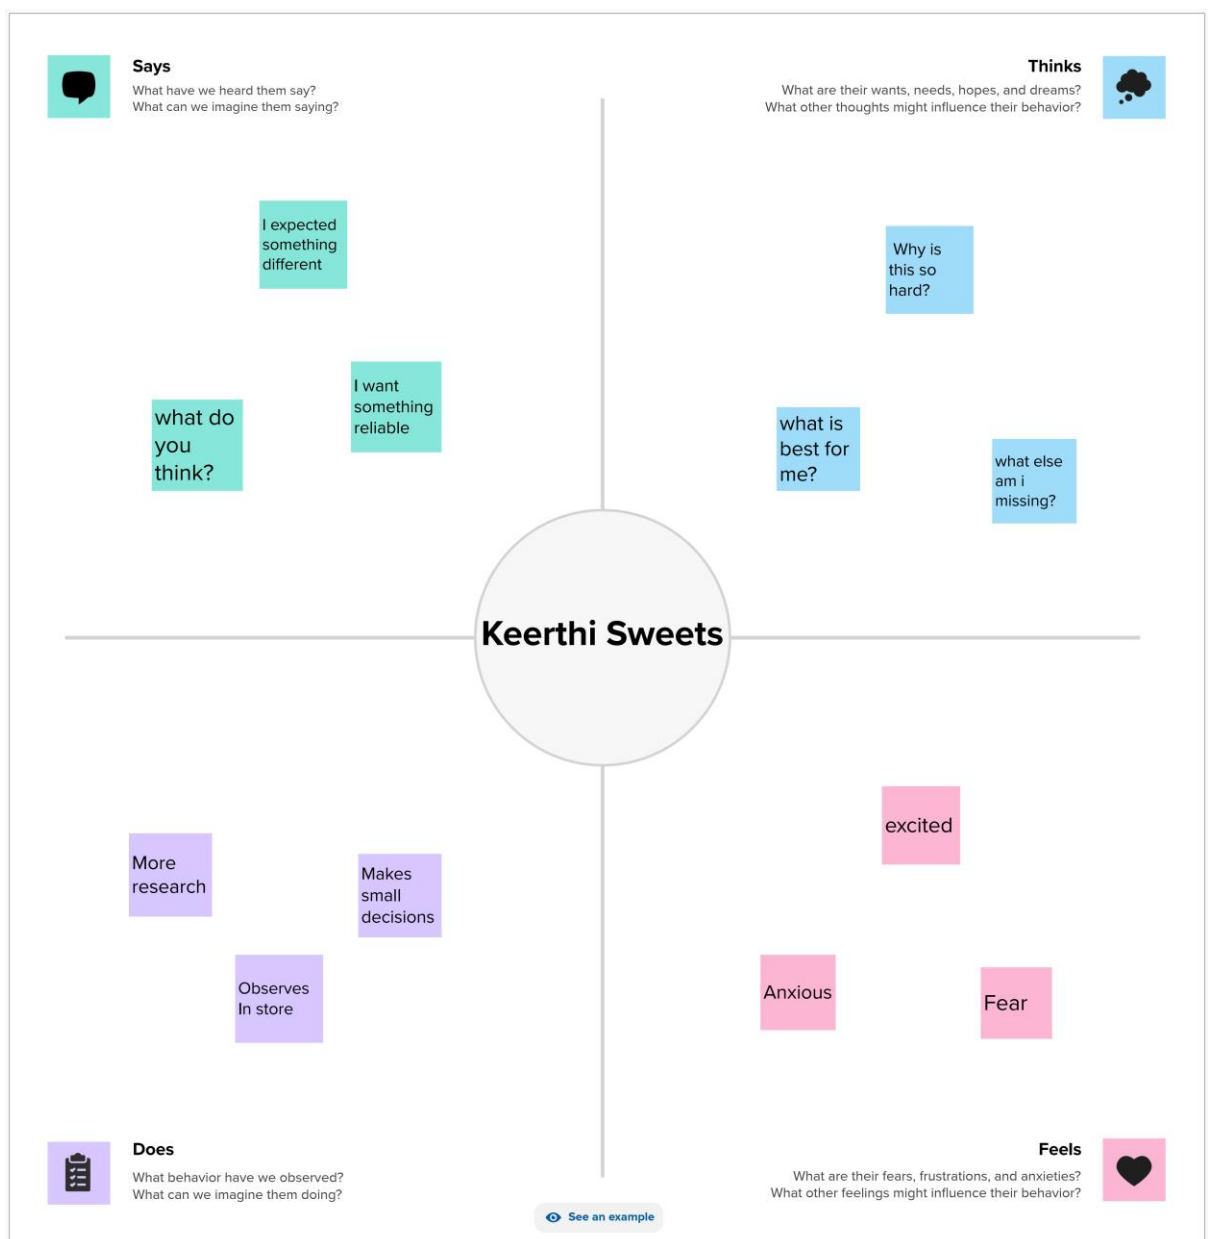 Says
What have we heard them say?
What can we imagine them saying?
Thinks
What are their wants, needs, hopes, and dreams?
What other thoughts might influence their behavior?
I expected
something
different
I want
something
reliable
what do
you
think?
Why is
this so
hard?
what is
best for
me?
what else
am i
missing?
Keerthi Sweets
More
research
Makes
small
decisions
Observes
In store
excited
Anxious
Fear
Does
What behavior have we observed?
What can we imagine them doing?
Feels
What are their fears, frustrations, and anxieties?
What other feelings might influence their behavior?
See an example